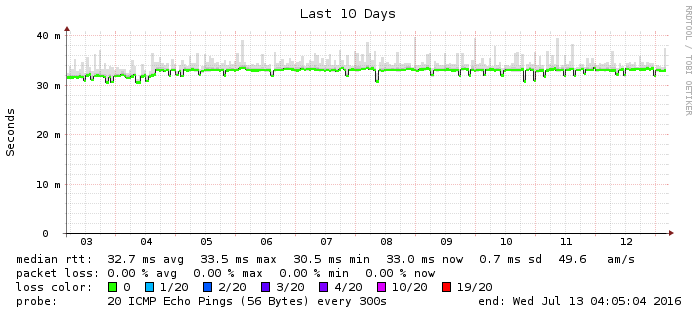 Last 10 Days
RRDTOOL / TOBI OETIKER
Seconds
40 m
30 m
20 m
10 m
0
03 04 05 06 07 08 09 10 11 12
median rtt: 32.7 ms avg 33.5 ms max 30.5 ms min 33.0 ms now 0.7 ms sd 49.6 am/s
packet loss: 0.00 % avg 0.00 % max 0.00 % min 0.00 % now
loss color: 0 1/20 2/20 3/20 4/20 10/20 19/20
probe: 20 ICMP Echo Pings (56 Bytes) every 300s end: Wed Jul 13 04:05:04 2016